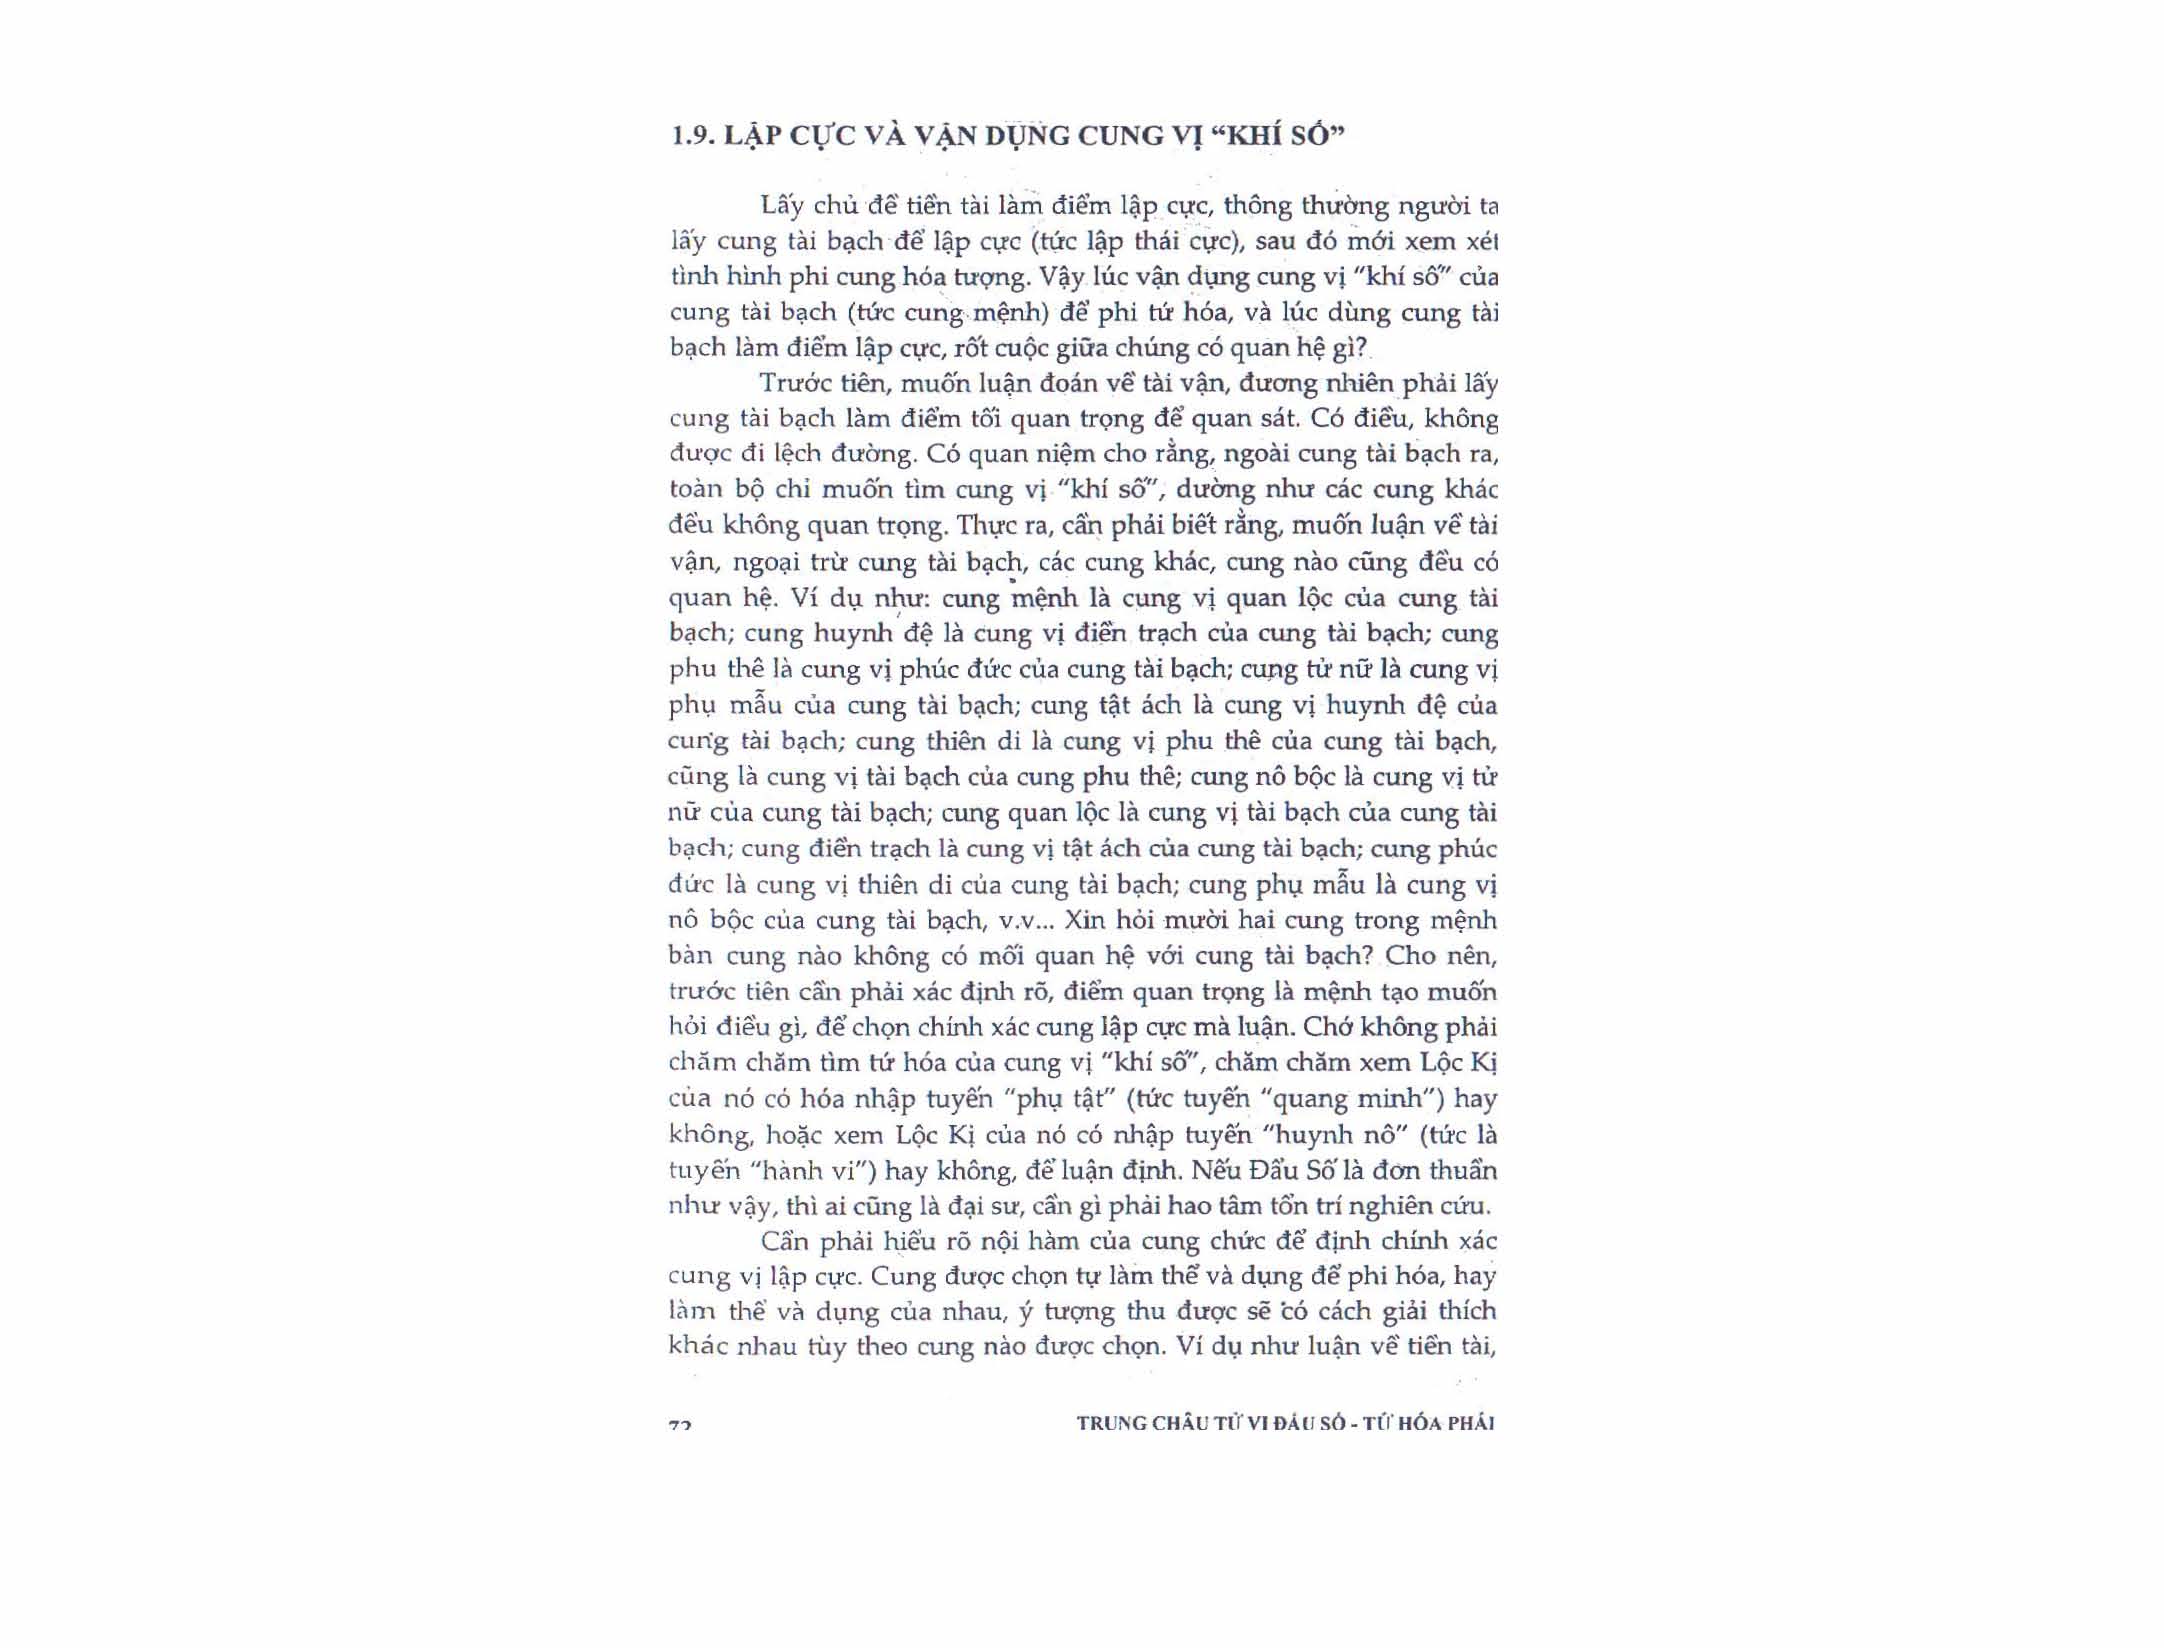 1.9. LẬP CỰC VÀ VẬN DỤNG CUNG VỊ “KHÍ SỐ”
Lấy chủ đề tiền tài làm điểm lập cực, thông thường người ta
lấy cung tài bạch để lập cực (tức lập thái cực), sau đó mới xem xét
tình hình phi cung hóa tượng. Vậy lúc vận dụng cung vị "khí số" của
cung tài bạch (tức cung mệnh) để phi tứ hóa, và lúc dùng cung tài
bạch làm điểm lập cực, rốt cuộc giữa chúng có quan hệ gì?
Trước tiên, muốn luận đoán về tài vận, đương nhiên phải lấy
cung tài bạch làm điểm tối quan trọng để quan sát. Có điều, không
được đi lệch đường. Có quan niệm cho rằng, ngoài cung tài bạch ra,
toàn bộ chỉ muốn tìm cung vị "khí số", dường như các cung khác
đều không quan trọng. Thực ra, cần phải biết rằng, muốn luận về tài
vận, ngoại trừ cung tài bạch, các cung khác, cung nào cũng đều có
quan hệ. Ví dụ như: cung mệnh là cung vị quan lộc của cung tài
bạch; cung huynh đệ là cung vị điền trạch của cung tài bạch; cung
phu thê là cung vị phúc đức của cung tài bạch; cung tử nữ là cung vị
phụ mẫu của cung tài bạch; cung tật ách là cung vị huynh đệ của
cung tài bạch; cung thiên di là cung vị phu thê của cung tài bạch,
cũng là cung vị tài bạch của cung phu thê; cung nô bộc là cung vị tử
nữ của cung tài bạch; cung quan lộc là cung vị tài bạch của cung tài
bạch; cung điền trạch là cung vị tật ách của cung tài bạch; cung phúc
đức là cung vị thiên di của cung tài bạch; cung phụ mẫu là cung vị
nô bộc của cung tài bạch, v.v... Xin hỏi mười hai cung trong mệnh
bàn cung nào không có mối quan hệ với cung tài bạch? Cho nên,
trước tiên cần phải xác định rõ, điểm quan trọng là mệnh tạo muốn
hỏi điều gì, để chọn chính xác cung lập cực mà luận. Chớ không phải
chăm chăm tìm tứ hóa của cung vị "khí số", chăm chăm xem Lộc Kị
của nó có hóa nhập tuyến "phụ tật" (tức tuyến "quang minh") hay
không, hoặc xem Lộc Kị của nó có nhập tuyến "huynh nô" (tức là
tuyến "hành vi") hay không, để luận định. Nếu Đẩu Số là đơn thuần
như vậy, thì ai cũng là đại sư, cần gì phải hao tâm tổn trí nghiên cứu.
Cần phải hiểu rõ nội hàm của cung chức để định chính xác
cung vị lập cực. Cung được chọn tự làm thể và dụng để phi hóa, hay
làm thể và dụng của nhau, ý tượng thu được sẽ có cách giải thích
khác nhau tùy theo cung nào được chọn. Ví dụ như luận về tiền tài,
TRUNG CHÂU TỬ VI ĐẨU SỐ - TỨ HÓA PHÁI